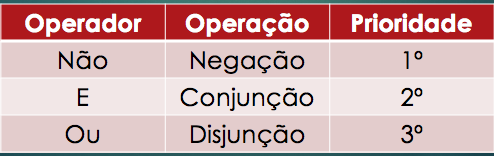 Operador Operação Prioridade
Não Negação 1º
E Conjunção 2º
Ou Disjunção 3º